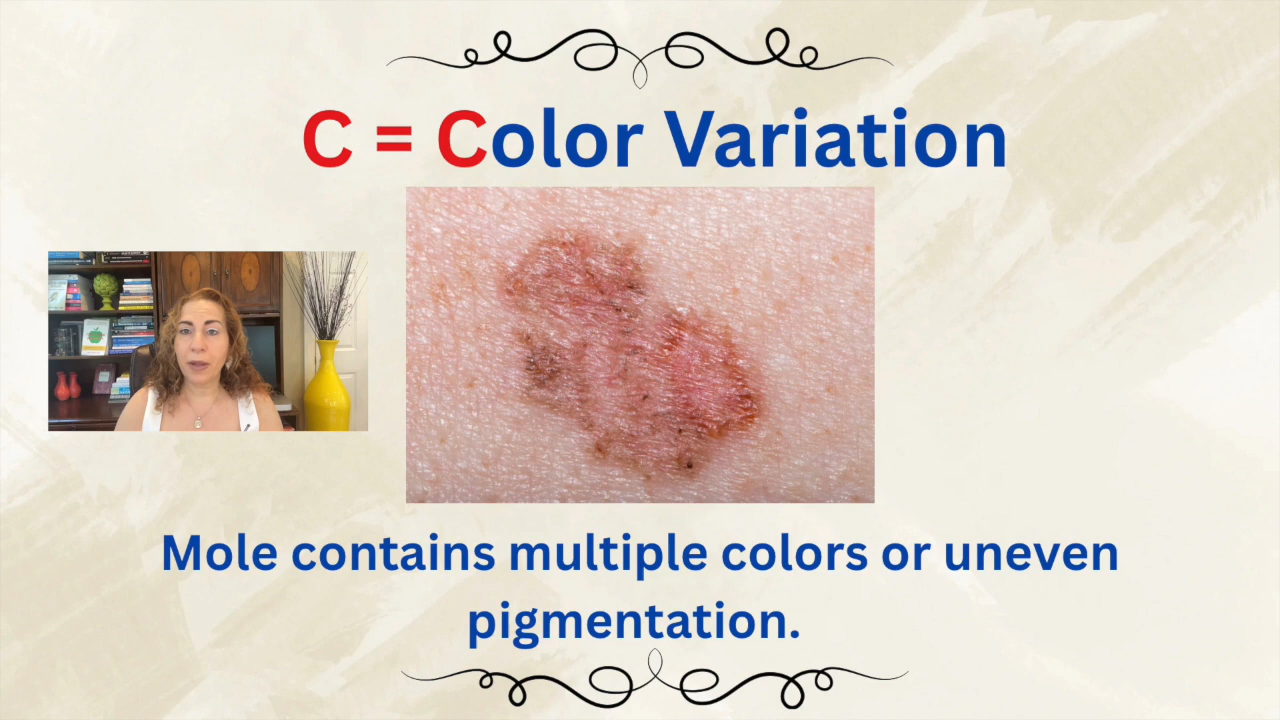 C = Color Variation
Mole contains multiple colors or uneven
pigmentation.